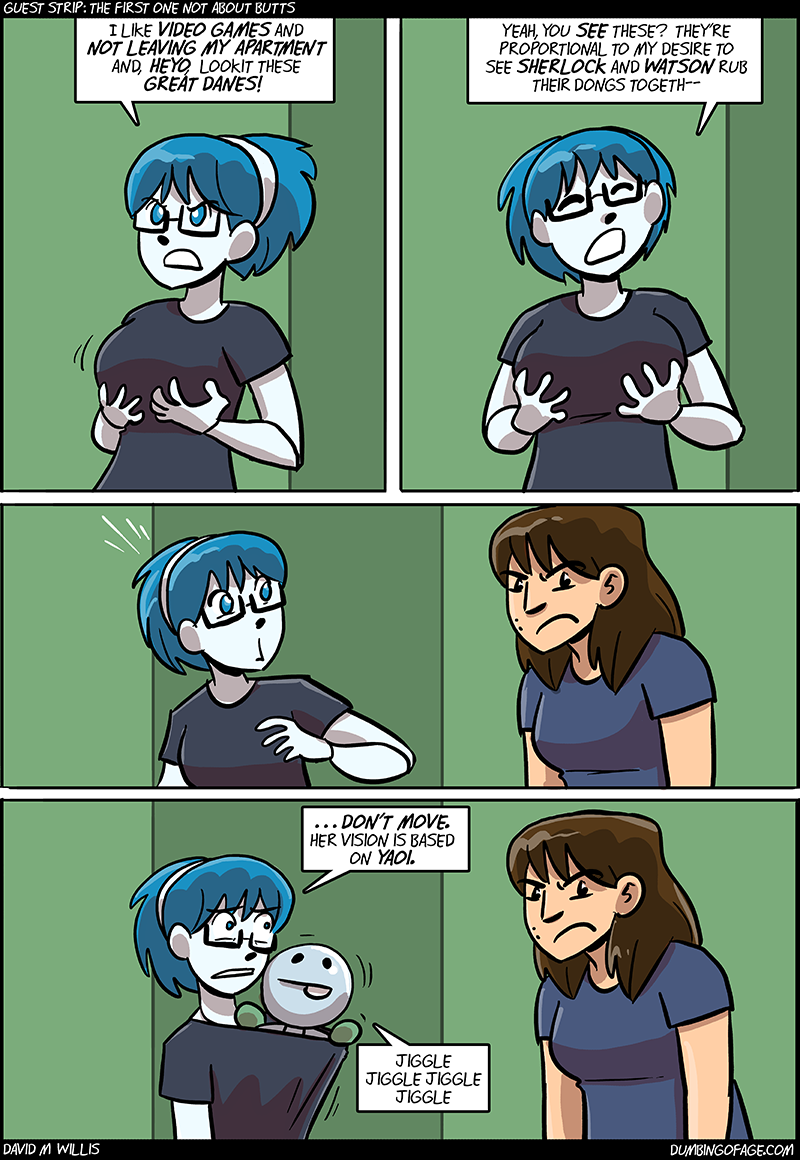 GUEST STRIP: THE FIRST ONE NOT ABOUT BUTTS
I LIKE VIDEO GAMES AND
NOT LEAVING MY APARTMENT
AND, HEYO, LOOKIT THESE
GREAT DANES!
YEAH, YOU SEE THESE? THEY'RE
PROPORTIONAL TO MY DESIRE TO
SEE SHERLOCK AND WATSON RUB
THEIR DONGS TOGETH--
...DON'T MOVE.
HER VISION IS BASED
ON YAOI.
JIGGLE
JIGGLE JIGGLE
JIGGLE
DAVID M WILLIS
DUMBINGOFAGE.COM